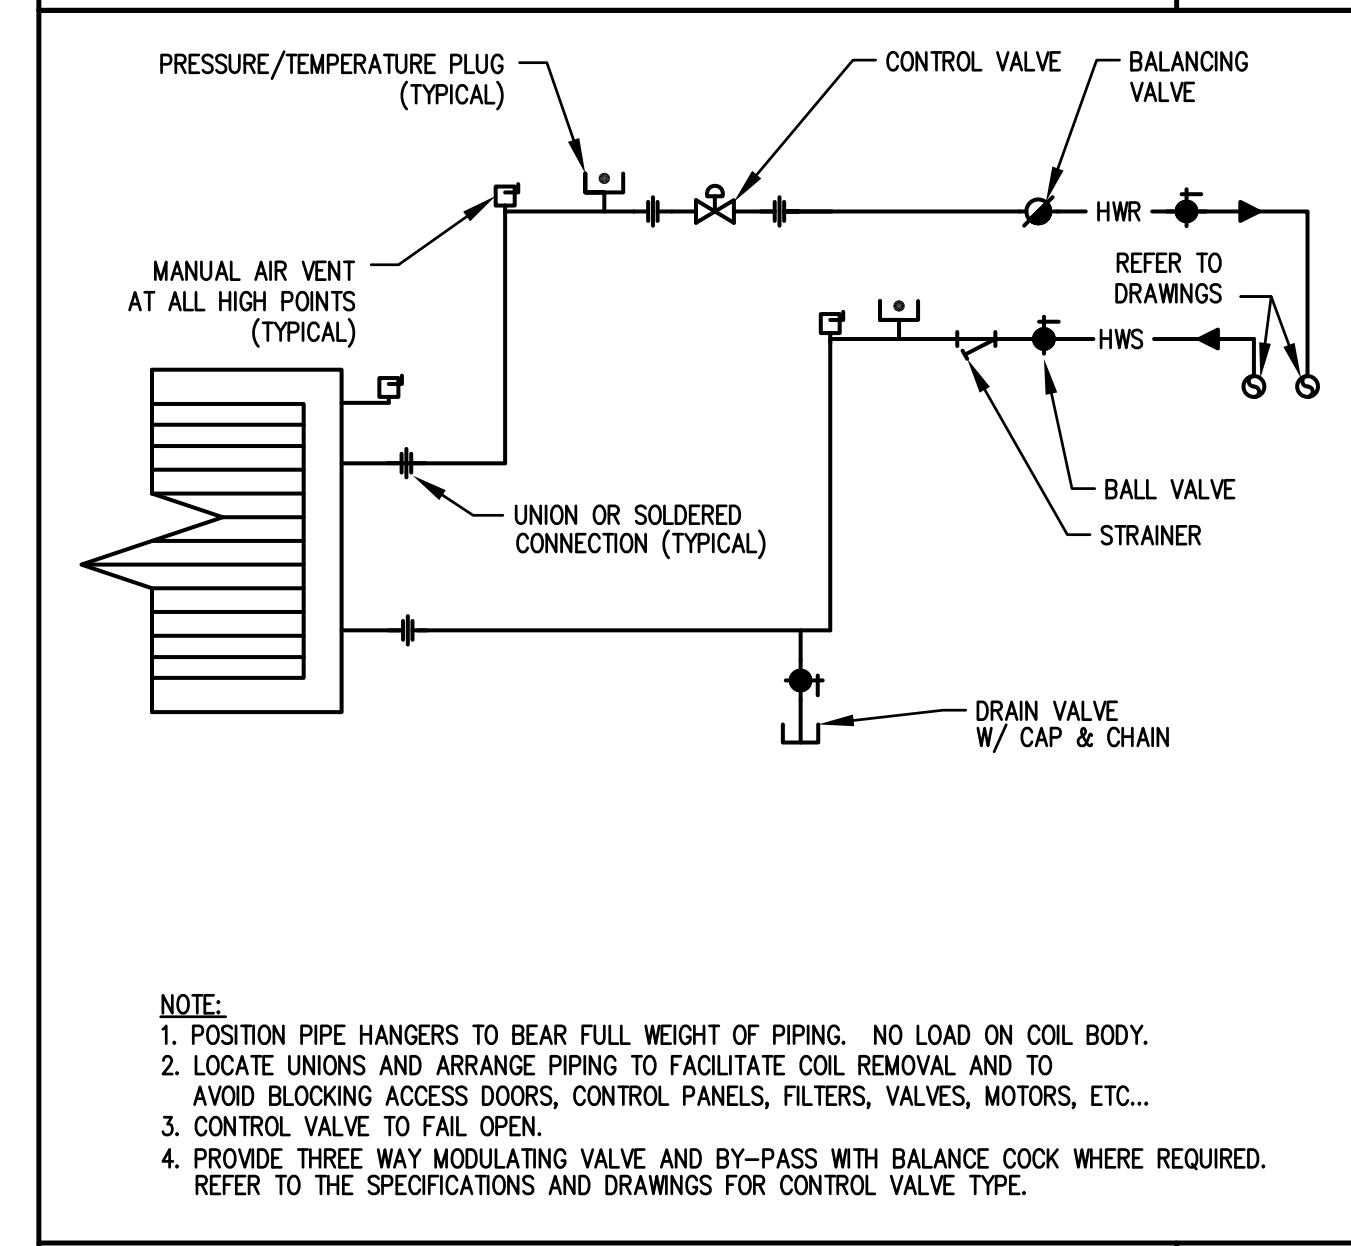 PRESSURE/TEMPERATURE PLUG
(TYPICAL)
CONTROL VALVE
BALANCING
VALVE
HWR
MANUAL AIR VENT
AT ALL HIGH POINTS
(TYPICAL)
REFER TO
DRAWINGS
HWS
BALL VALVE
STRAINER
UNION OR SOLDERED
CONNECTION (TYPICAL)
DRAIN VALVE
W/ CAP & CHAIN
NOTE:
1. POSITION PIPE HANGERS TO BEAR FULL WEIGHT OF PIPING. NO LOAD ON COIL BODY.
2. LOCATE UNIONS AND ARRANGE PIPING TO FACILITATE COIL REMOVAL AND TO
AVOID BLOCKING ACCESS DOORS, CONTROL PANELS, FILTERS, VALVES, MOTORS, ETC...
3. CONTROL VALVE TO FAIL OPEN.
4. PROVIDE THREE WAY MODULATING VALVE AND BY-PASS WITH BALANCE COCK WHERE REQUIRED.
REFER TO THE SPECIFICATIONS AND DRAWINGS FOR CONTROL VALVE TYPE.